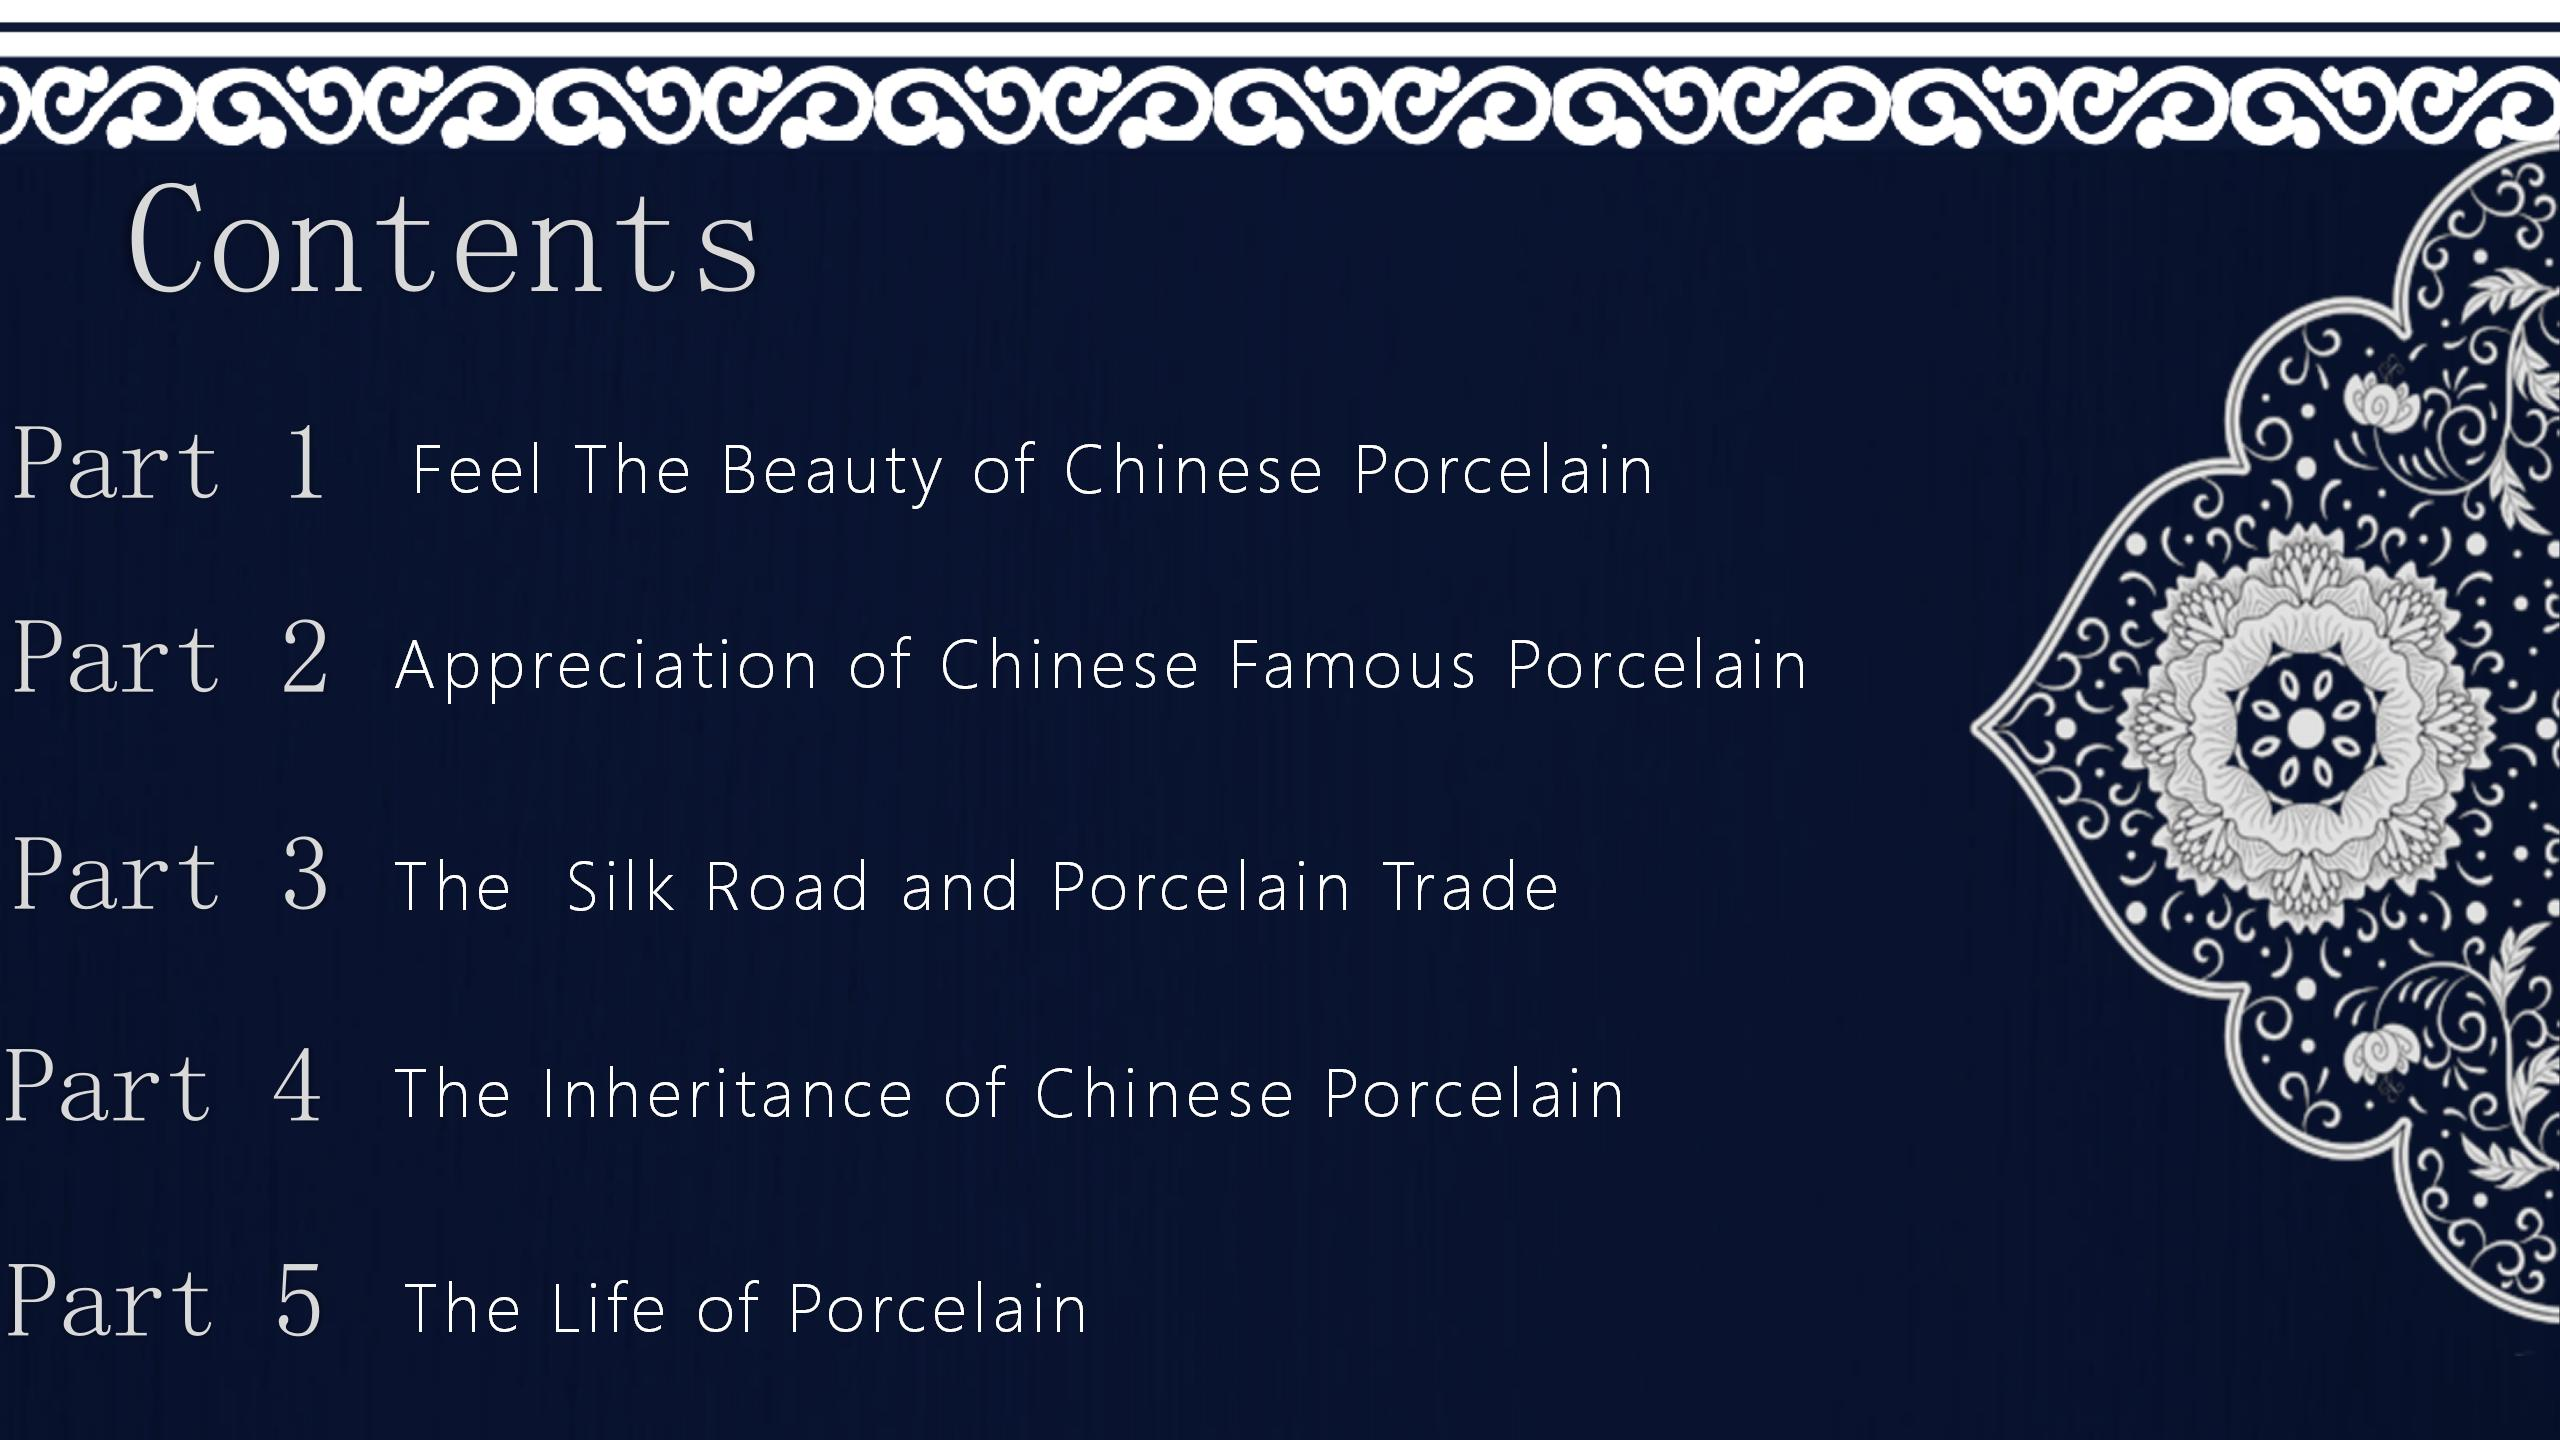 Contents
Part 1 Feel The Beauty of Chinese Porcelain
Part 2 Appreciation of Chinese Famous Porcelain
Part 3 The  Silk Road and Porcelain Trade
Part 4 The Inheritance of Chinese Porcelain
Part 5 The Life of Porcelain